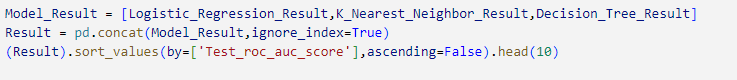 Model_Result = [Logistic_Regression_Result,K_Nearest_Neighbor_Result,Decision_Tree_Result]
Result = pd.concat(Model_Result,ignore_index=True)
(Result).sort_values(by=['Test_roc_auc_score'],ascending=False).head(10)